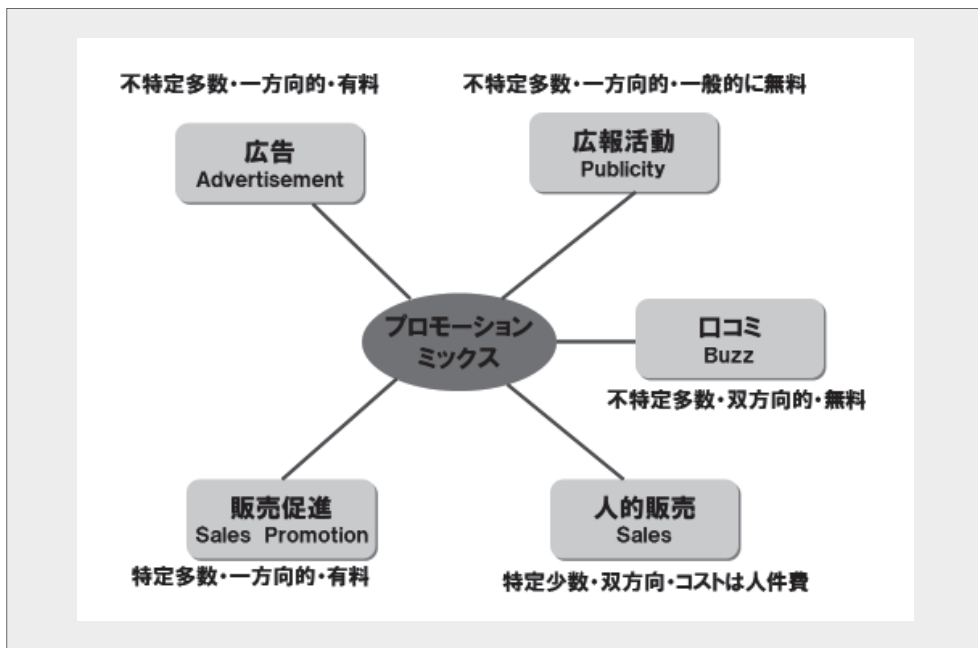 不特定多数・一方向的・有料
広告
Advertisement
不特定多数・一方向的・一般的に無料
広報活動
Publicity
プロモーション
ミックス
口コミ
Buzz
不特定多数・双方向的・無料
販売促進
Sales Promotion
特定多数・一方向的・有料
人的販売
Sales
特定少数・双方向・コストは人件費